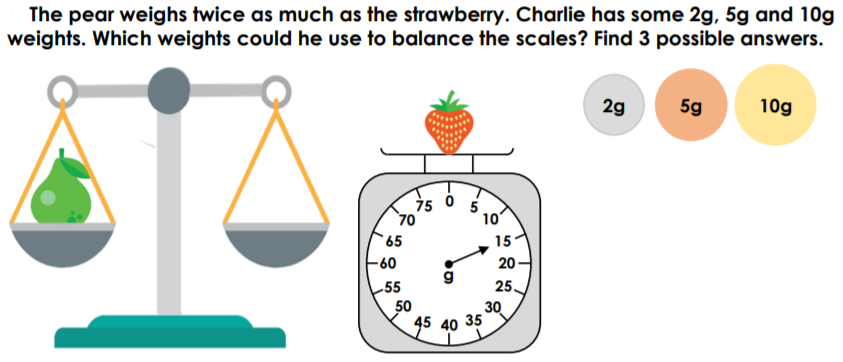 The pear weighs twice as much as the strawberry. Charlie has some 2g, 5g and 10g
weights. Which weights could he use to balance the scales? Find 3 possible answers.
2g 5g 10g
75 0 5
70 10
65 15
60 20
g
55 25
50 30
45 40 35